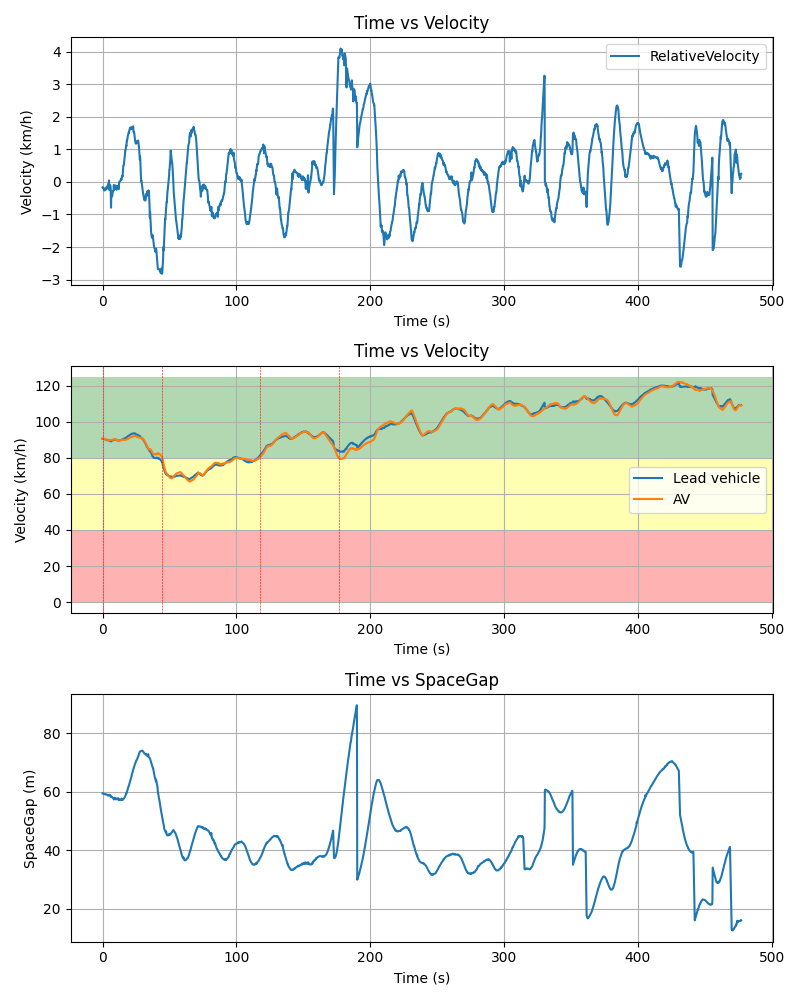 Time vs Velocity
RelativeVelocity
Velocity (km/h)
4
3
2
1
0
−1
−2
−3
0 100 200 300 400 500
Time (s)
Time vs Velocity
Lead vehicle
AV
Velocity (km/h)
120
100
80
60
40
20
0
0 100 200 300 400 500
Time (s)
Time vs SpaceGap
SpaceGap (m)
80
60
40
20
0 100 200 300 400 500
Time (s)